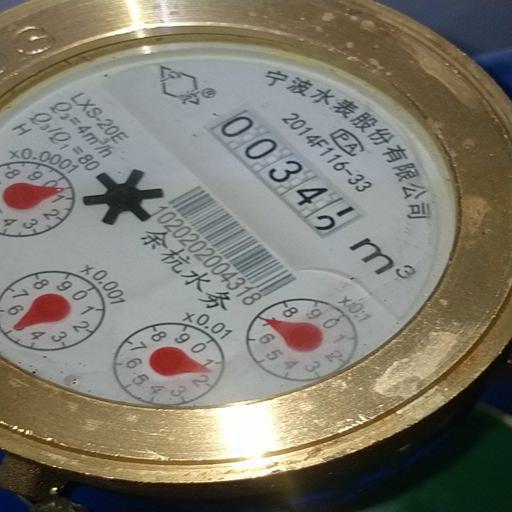 宁波水表股份有限公司
PA
2014F116-33
LXS-20E
Q₃=4m³/h
Q₃/Q₁=80
H
®
0034
m³
1020202004318
余杭水务
x0.0001
x0.001
x0.01
x0.1